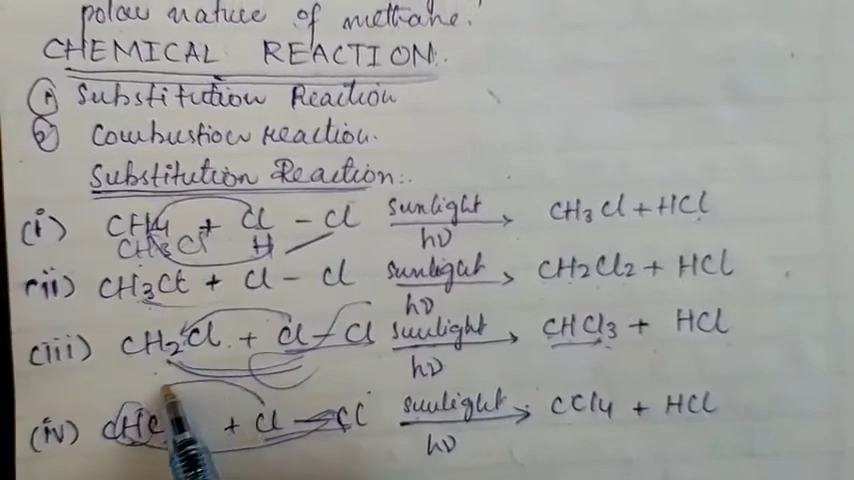 polar nature of methane.
CHEMICAL REACTION.
① Substitution Reaction
② Combustion reaction.
Substitution Reaction:.
(i) CH4 + Cl - Cl sunlight hν CH3Cl + HCl
CH3Cl H
(ii) CH3Cl + Cl - Cl sunlight hν CH2Cl2 + HCl
(iii) CH2Cl + Cl - Cl sunlight hν CHCl3 + HCl
(iv) + Cl - Cl sunlight hν CCl4 + HCl